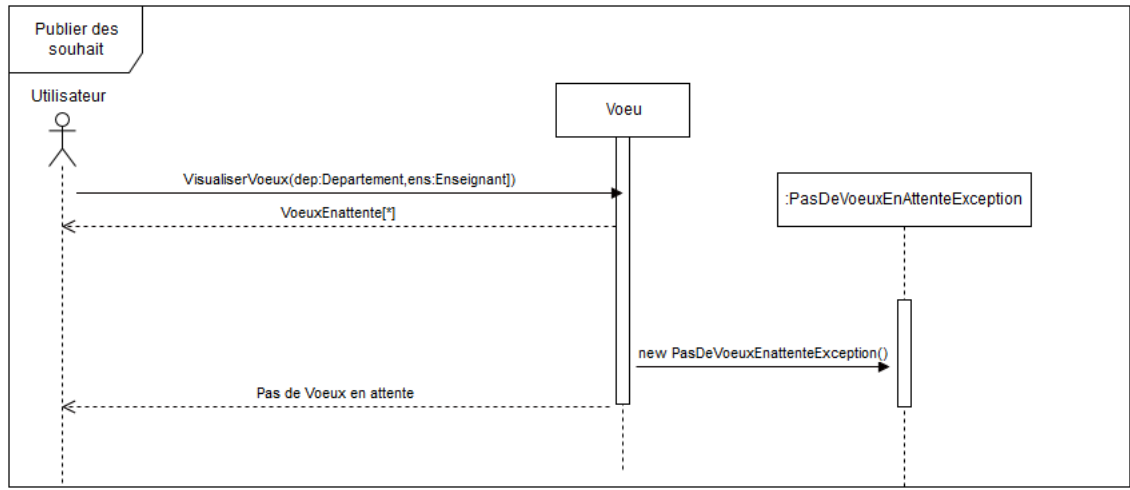 Publier des
souhait
Utilisateur
Voeu
VisualiserVoeux(dep:Departement,ens:Enseignant])
:PasDeVoeuxEnAttenteException
VoeuxEnattente[*]
new PasDeVoeuxEnattenteException()
Pas de Voeux en attente